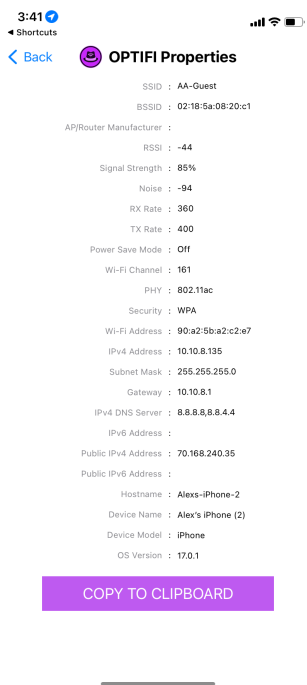 3:41
◀ Shortcuts
Back
OPTIFI Properties
SSID : AA-Guest
BSSID : 02:18:5a:08:20:c1
AP/Router Manufacturer :
RSSI : -44
Signal Strength : 85%
Noise : -94
RX Rate : 360
TX Rate : 400
Power Save Mode : Off
Wi-Fi Channel : 161
PHY : 802.11ac
Security : WPA
Wi-Fi Address : 90:a2:5b:a2:c2:e7
IPv4 Address : 10.10.8.135
Subnet Mask : 255.255.255.0
Gateway : 10.10.8.1
IPv4 DNS Server : 8.8.8.8,8.8.4.4
IPv6 Address :
Public IPv4 Address : 70.168.240.35
Public IPv6 Address :
Hostname : Alexs-iPhone-2
Device Name : Alex's iPhone (2)
Device Model : iPhone
OS Version : 17.0.1
COPY TO CLIPBOARD